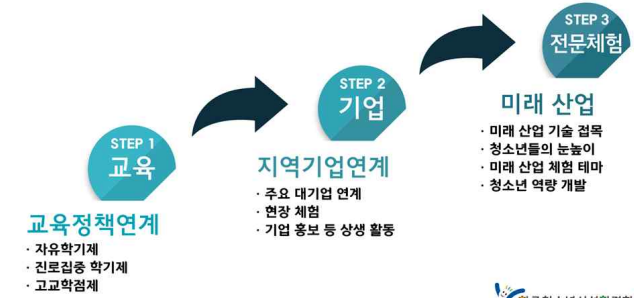 STEP 1
교육
교육정책연계
· 자유학기제
· 진로집중 학기제
· 고교학점제
STEP 2
기업
지역기업연계
· 주요 대기업 연계
· 현장 체험
· 기업 홍보 등 상생 활동
STEP 3
전문체험
미래 산업
· 미래 산업 기술 접목
· 청소년들의 눈높이
· 미래 산업 체험 테마
· 청소년 역량 개발